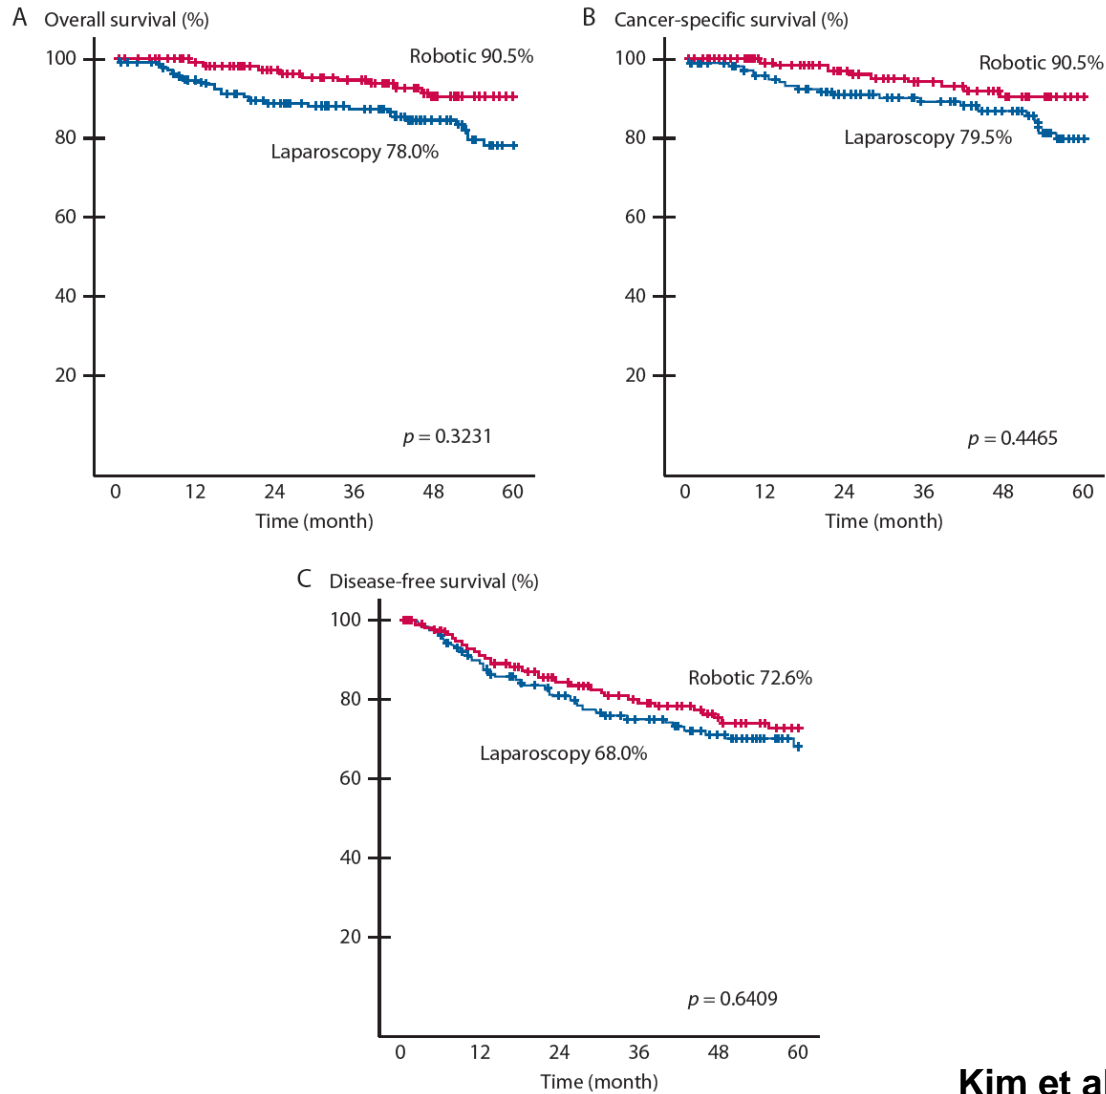 A Overall survival (%)
100
80
60
40
20
Robotic 90.5%
Laparoscopy 78.0%
p = 0.3231
0 12 24 36 48 60
Time (month)
B Cancer-specific survival (%)
100
80
60
40
20
Robotic 90.5%
Laparoscopy 79.5%
p = 0.4465
0 12 24 36 48 60
Time (month)
C Disease-free survival (%)
100
80
60
40
20
Robotic 72.6%
Laparoscopy 68.0%
p = 0.6409
0 12 24 36 48 60
Time (month)
Kim et al